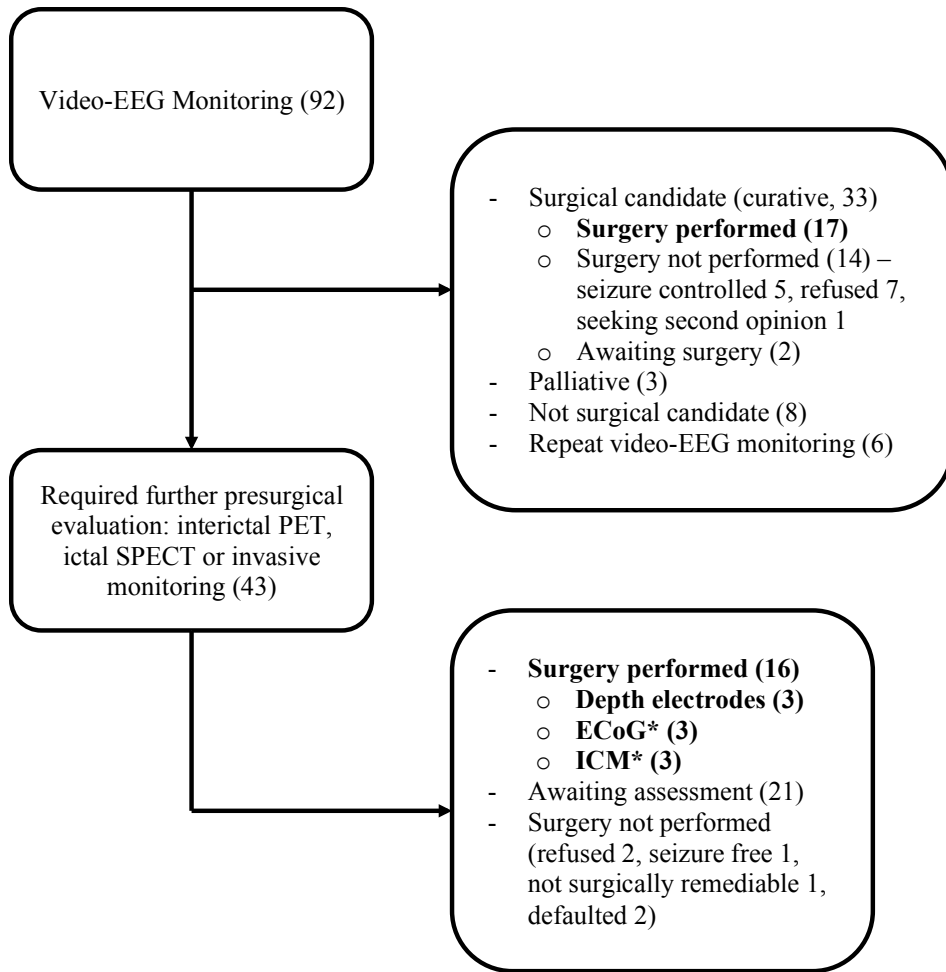 Video-EEG Monitoring (92)
- Surgical candidate (curative, 33)
o Surgery performed (17)
o Surgery not performed (14) –
seizure controlled 5, refused 7,
seeking second opinion 1
o Awaiting surgery (2)
- Palliative (3)
- Not surgical candidate (8)
- Repeat video-EEG monitoring (6)
Required further presurgical
evaluation: interictal PET,
ictal SPECT or invasive
monitoring (43)
- Surgery performed (16)
o Depth electrodes (3)
o ECoG* (3)
o ICM* (3)
- Awaiting assessment (21)
- Surgery not performed
(refused 2, seizure free 1,
not surgically remediable 1,
defaulted 2)